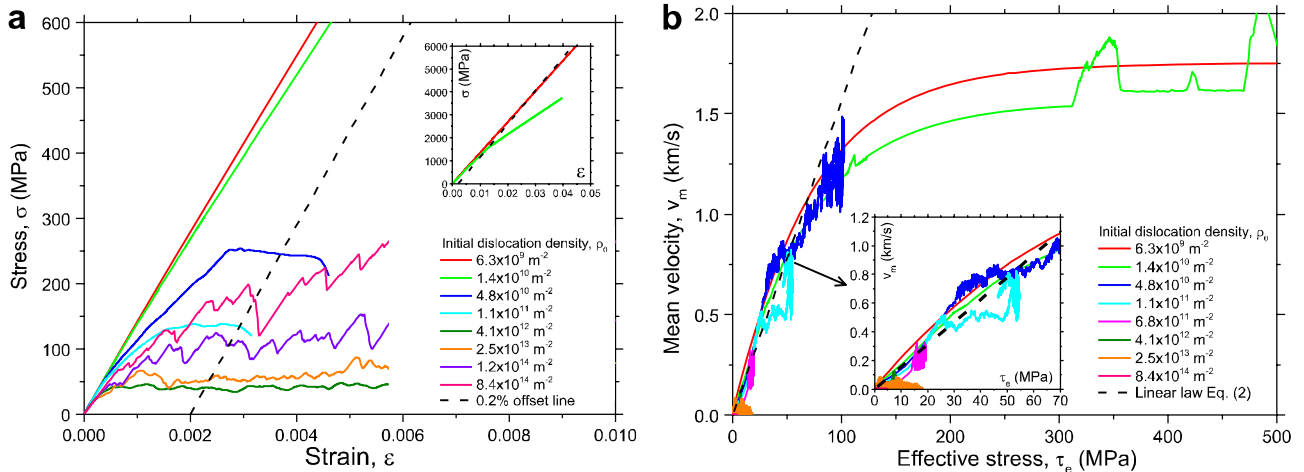 a
600
500
400
300
200
100
0
Stress, σ (MPa)
0.000
0.002
0.004
0.006
0.008
0.010
Strain, ε
6000
5000
4000
3000
2000
1000
0
σ (MPa)
0.00
0.01
0.02
0.03
0.04
0.05
ε
Initial dislocation density, ρ₀
6.3x10⁹ m⁻²
1.4x10¹⁰ m⁻²
4.8x10¹⁰ m⁻²
1.1x10¹¹ m⁻²
4.1x10¹² m⁻²
2.5x10¹³ m⁻²
1.2x10¹⁴ m⁻²
8.4x10¹⁴ m⁻²
0.2% offset line
b
2.0
1.5
1.0
0.5
0.0
Mean velocity, vₘ (km/s)
0
100
200
300
400
500
Effective stress, τₑ (MPa)
1.2
1.0
0.8
0.6
0.4
0.2
0.0
vₘ (km/s)
0
10
20
30
40
50
60
70
τₑ (MPa)
Initial dislocation density, ρ₀
6.3x10⁹ m⁻²
1.4x10¹⁰ m⁻²
4.8x10¹⁰ m⁻²
1.1x10¹¹ m⁻²
6.8x10¹¹ m⁻²
4.1x10¹² m⁻²
2.5x10¹³ m⁻²
8.4x10¹⁴ m⁻²
Linear law Eq. (2)